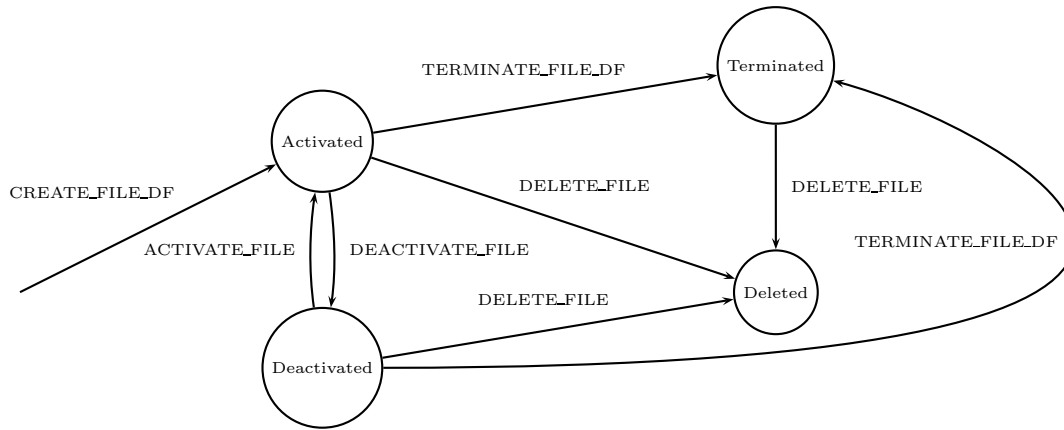 Terminated
TERMINATE_FILE_DF
Activated
CREATE_FILE_DF
DELETE_FILE
DELETE_FILE
ACTIVATE_FILE
DEACTIVATE_FILE
TERMINATE_FILE_DF
DELETE_FILE
Deleted
Deactivated